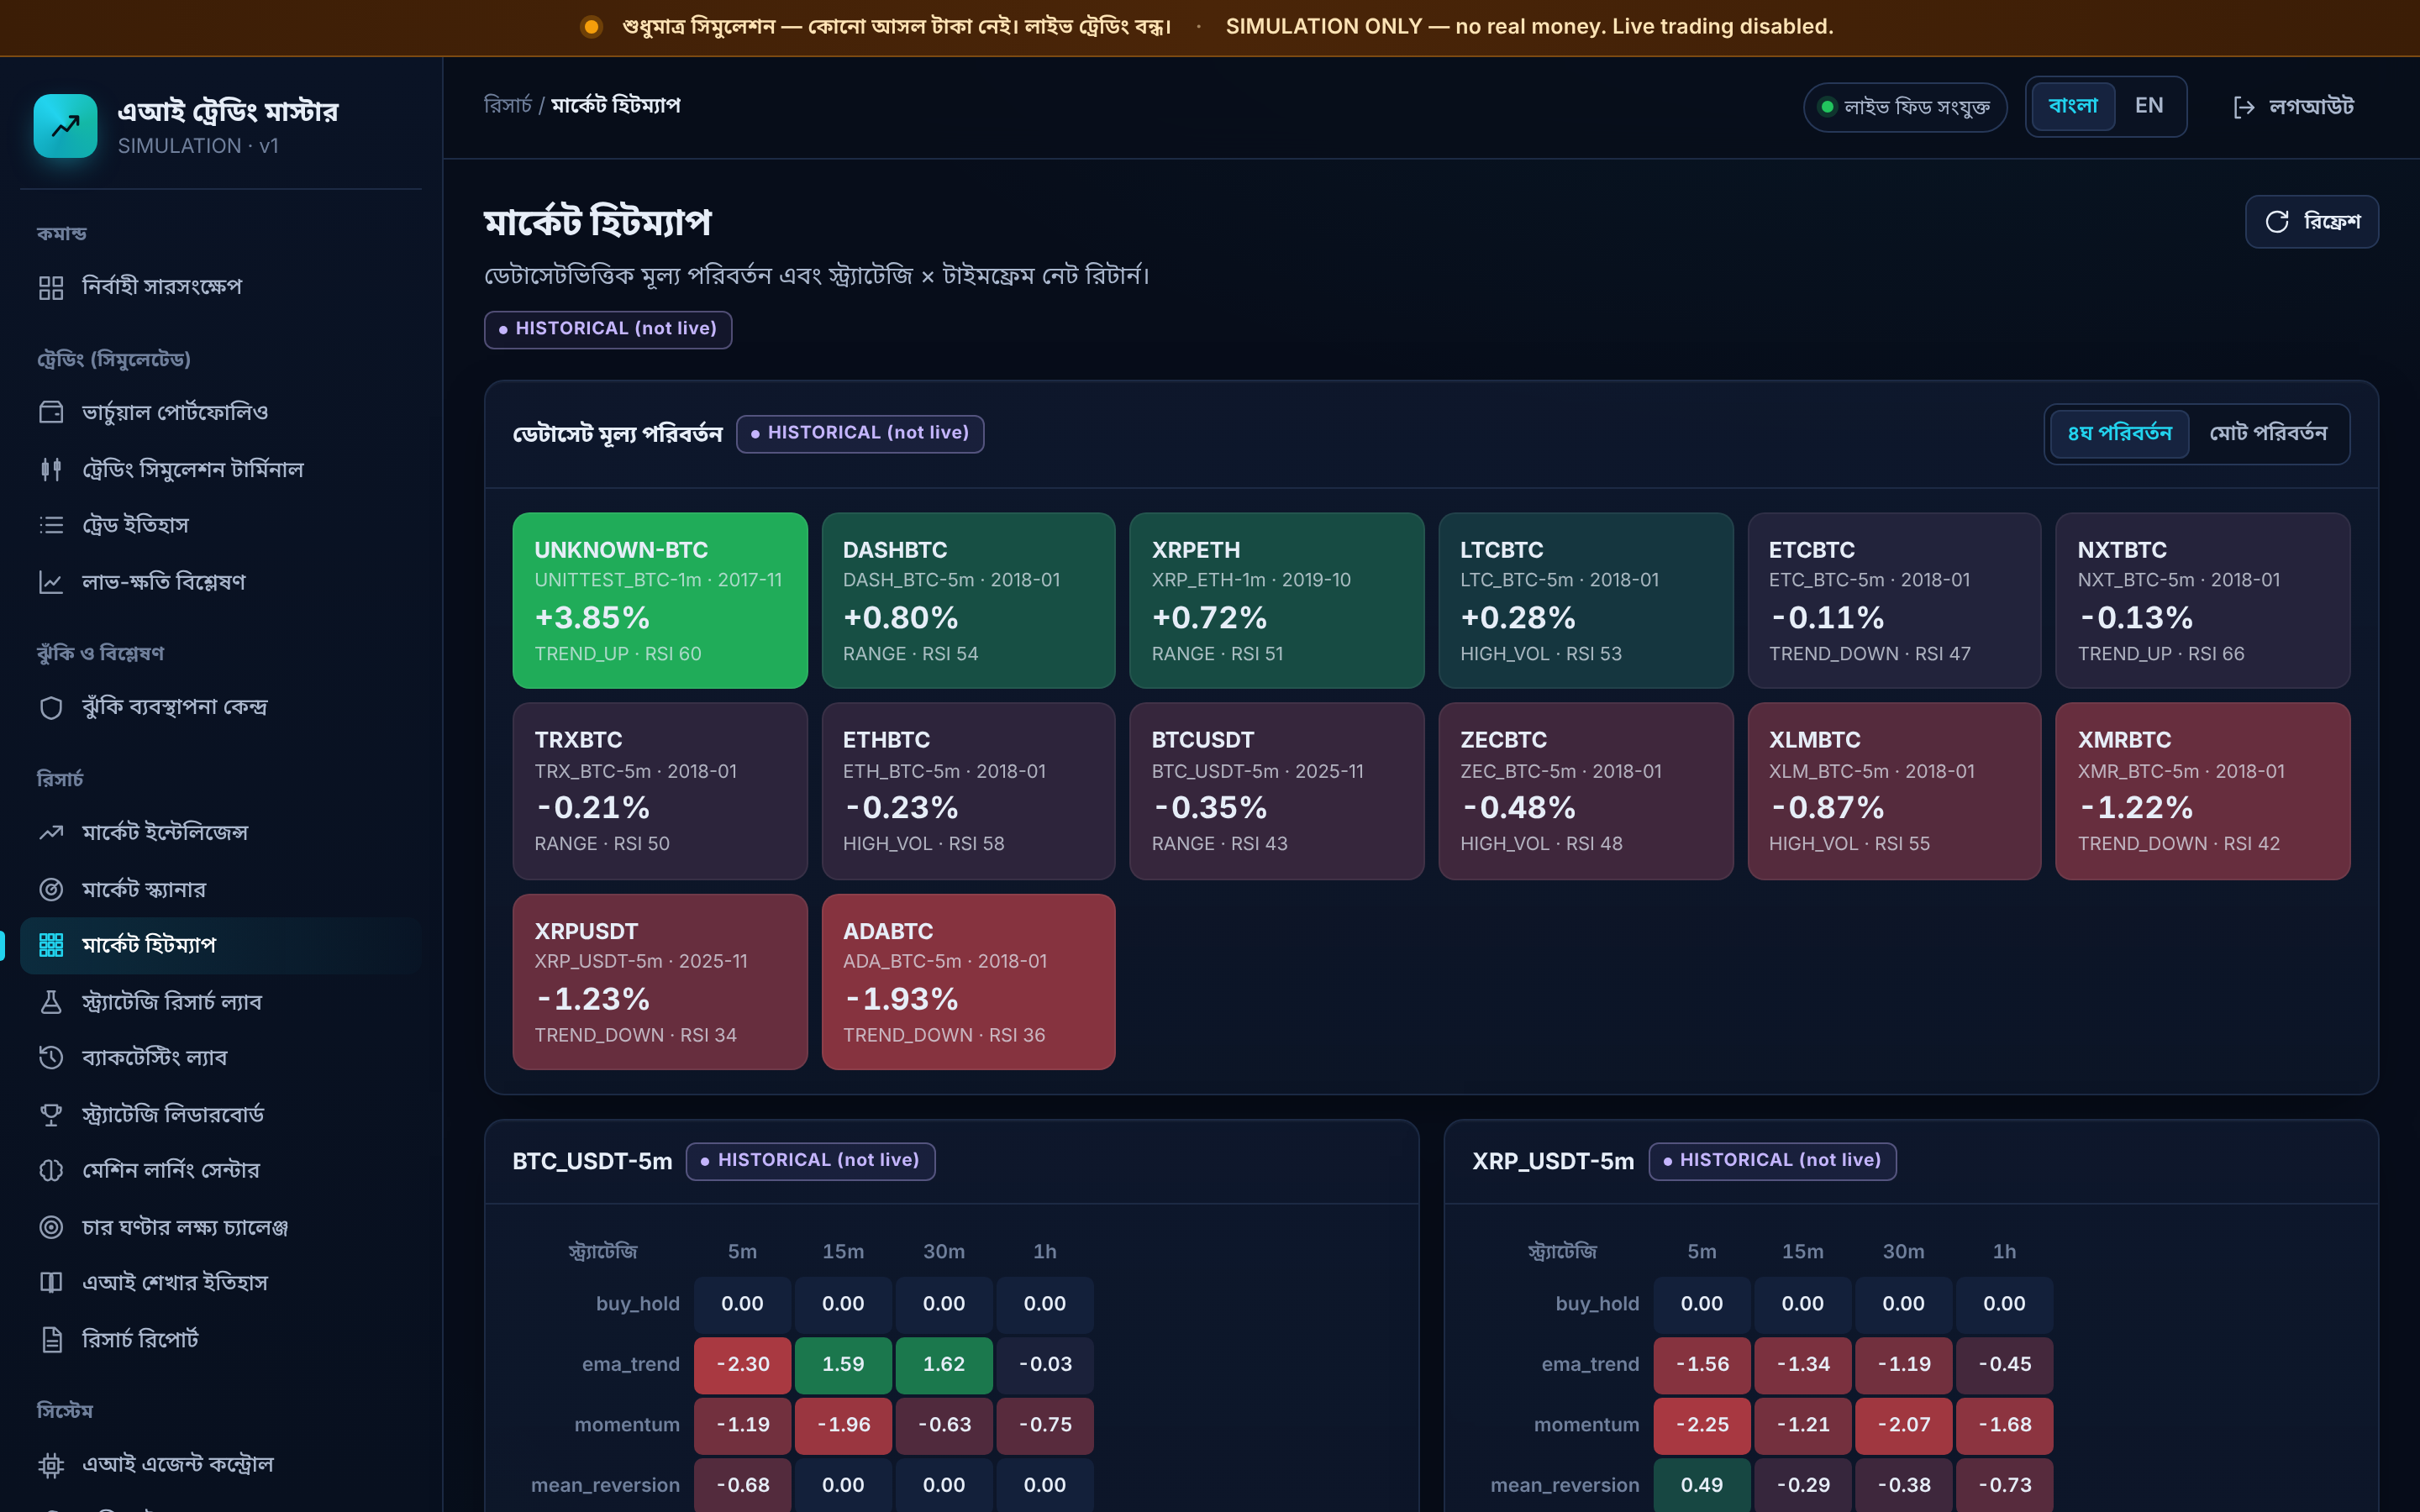 শুধুমাত্র সিমুলেশন — কোনো আসল টাকা নেই। লাইভ ট্রেডিং বন্ধ। · SIMULATION ONLY — no real money. Live trading disabled.
এআই ট্রেডিং মাস্টার
SIMULATION · v1
কমান্ড
নির্বাহী সারসংক্ষেপ
ট্রেডিং (সিমুলেটেড)
ভার্চুয়াল পোর্টফোলিও
ট্রেডিং সিমুলেশন টার্মিনাল
ট্রেড ইতিহাস
লাভ-ক্ষতি বিশ্লেষণ
ঝুঁকি ও বিশ্লেষণ
ঝুঁকি ব্যবস্থাপনা কেন্দ্র
রিসার্চ
মার্কেট ইন্টেলিজেন্স
মার্কেট স্ক্যানার
মার্কেট হিটম্যাপ
স্ট্র্যাটেজি রিসার্চ ল্যাব
ব্যাকটেস্টিং ল্যাব
স্ট্র্যাটেজি লিডারবোর্ড
মেশিন লার্নিং সেন্টার
চার ঘণ্টার লক্ষ্য চ্যালেঞ্জ
এআই শেখার ইতিহাস
রিসার্চ রিপোর্ট
সিস্টেম
এআই এজেন্ট কন্ট্রোল
রিসার্চ / মার্কেট হিটম্যাপ
লাইভ ফিড সংযুক্ত
বাংলা EN
লগআউট
মার্কেট হিটম্যাপ
রিফ্রেশ
ডেটাসেটভিত্তিক মূল্য পরিবর্তন এবং স্ট্র্যাটেজি × টাইমফ্রেম নেট রিটার্ন।
HISTORICAL (not live)
ডেটাসেট মূল্য পরিবর্তন HISTORICAL (not live)
৪ঘ পরিবর্তন মোট পরিবর্তন
UNKNOWN-BTC
UNITTEST_BTC-1m · 2017-11
+3.85%
TREND_UP · RSI 60
DASHBTC
DASH_BTC-5m · 2018-01
+0.80%
RANGE · RSI 54
XRPETH
XRP_ETH-1m · 2019-10
+0.72%
RANGE · RSI 51
LTCBTC
LTC_BTC-5m · 2018-01
+0.28%
HIGH_VOL · RSI 53
ETCBTC
ETC_BTC-5m · 2018-01
-0.11%
TREND_DOWN · RSI 47
NXTBTC
NXT_BTC-5m · 2018-01
-0.13%
TREND_UP · RSI 66
TRXBTC
TRX_BTC-5m · 2018-01
-0.21%
RANGE · RSI 50
ETHBTC
ETH_BTC-5m · 2018-01
-0.23%
HIGH_VOL · RSI 58
BTCUSDT
BTC_USDT-5m · 2025-11
-0.35%
RANGE · RSI 43
ZECBTC
ZEC_BTC-5m · 2018-01
-0.48%
HIGH_VOL · RSI 48
XLMBTC
XLM_BTC-5m · 2018-01
-0.87%
HIGH_VOL · RSI 55
XMRBTC
XMR_BTC-5m · 2018-01
-1.22%
TREND_DOWN · RSI 42
XRPUSDT
XRP_USDT-5m · 2025-11
-1.23%
TREND_DOWN · RSI 34
ADABTC
ADA_BTC-5m · 2018-01
-1.93%
TREND_DOWN · RSI 36
BTC_USDT-5m HISTORICAL (not live)
স্ট্র্যাটেজি 5m 15m 30m 1h
buy_hold 0.00 0.00 0.00 0.00
ema_trend -2.30 1.59 1.62 -0.03
momentum -1.19 -1.96 -0.63 -0.75
mean_reversion -0.68 0.00 0.00 0.00
XRP_USDT-5m HISTORICAL (not live)
স্ট্র্যাটেজি 5m 15m 30m 1h
buy_hold 0.00 0.00 0.00 0.00
ema_trend -1.56 -1.34 -1.19 -0.45
momentum -2.25 -1.21 -2.07 -1.68
mean_reversion 0.49 -0.29 -0.38 -0.73